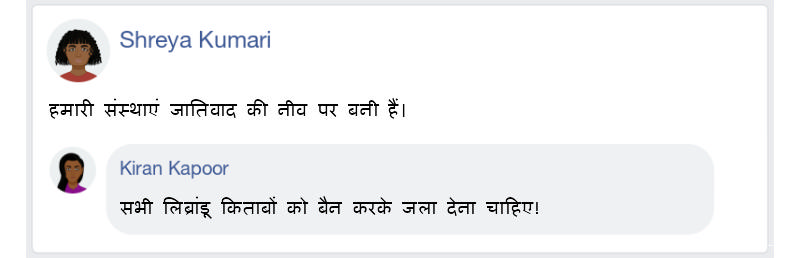 Shreya Kumari
हमारी संस्थाएं जातिवाद की नीव पर बनी हैं।
Kiran Kapoor
सभी लिब्रांडू किताबों को बैन करके जला देना चाहिए!